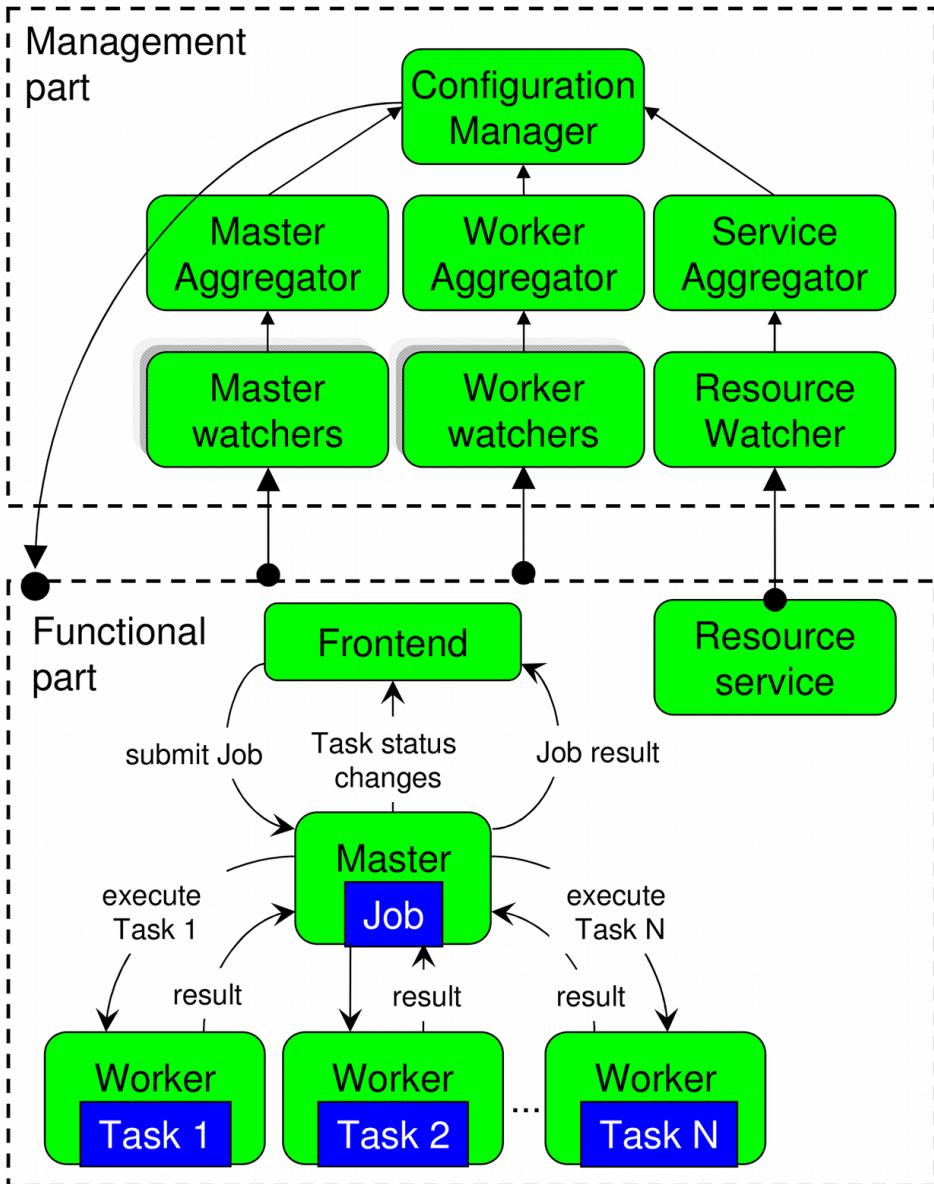 Management
part
Configuration
Manager
Master
Aggregator
Worker
Aggregator
Service
Aggregator
Master
watchers
Worker
watchers
Resource
Watcher
Functional
part
Frontend
Resource
service
submit Job
Task status
changes
Job result
Master
Job
execute
Task 1
execute
Task N
result
result
result
Worker
Task 1
Worker
Task 2
...
Worker
Task N